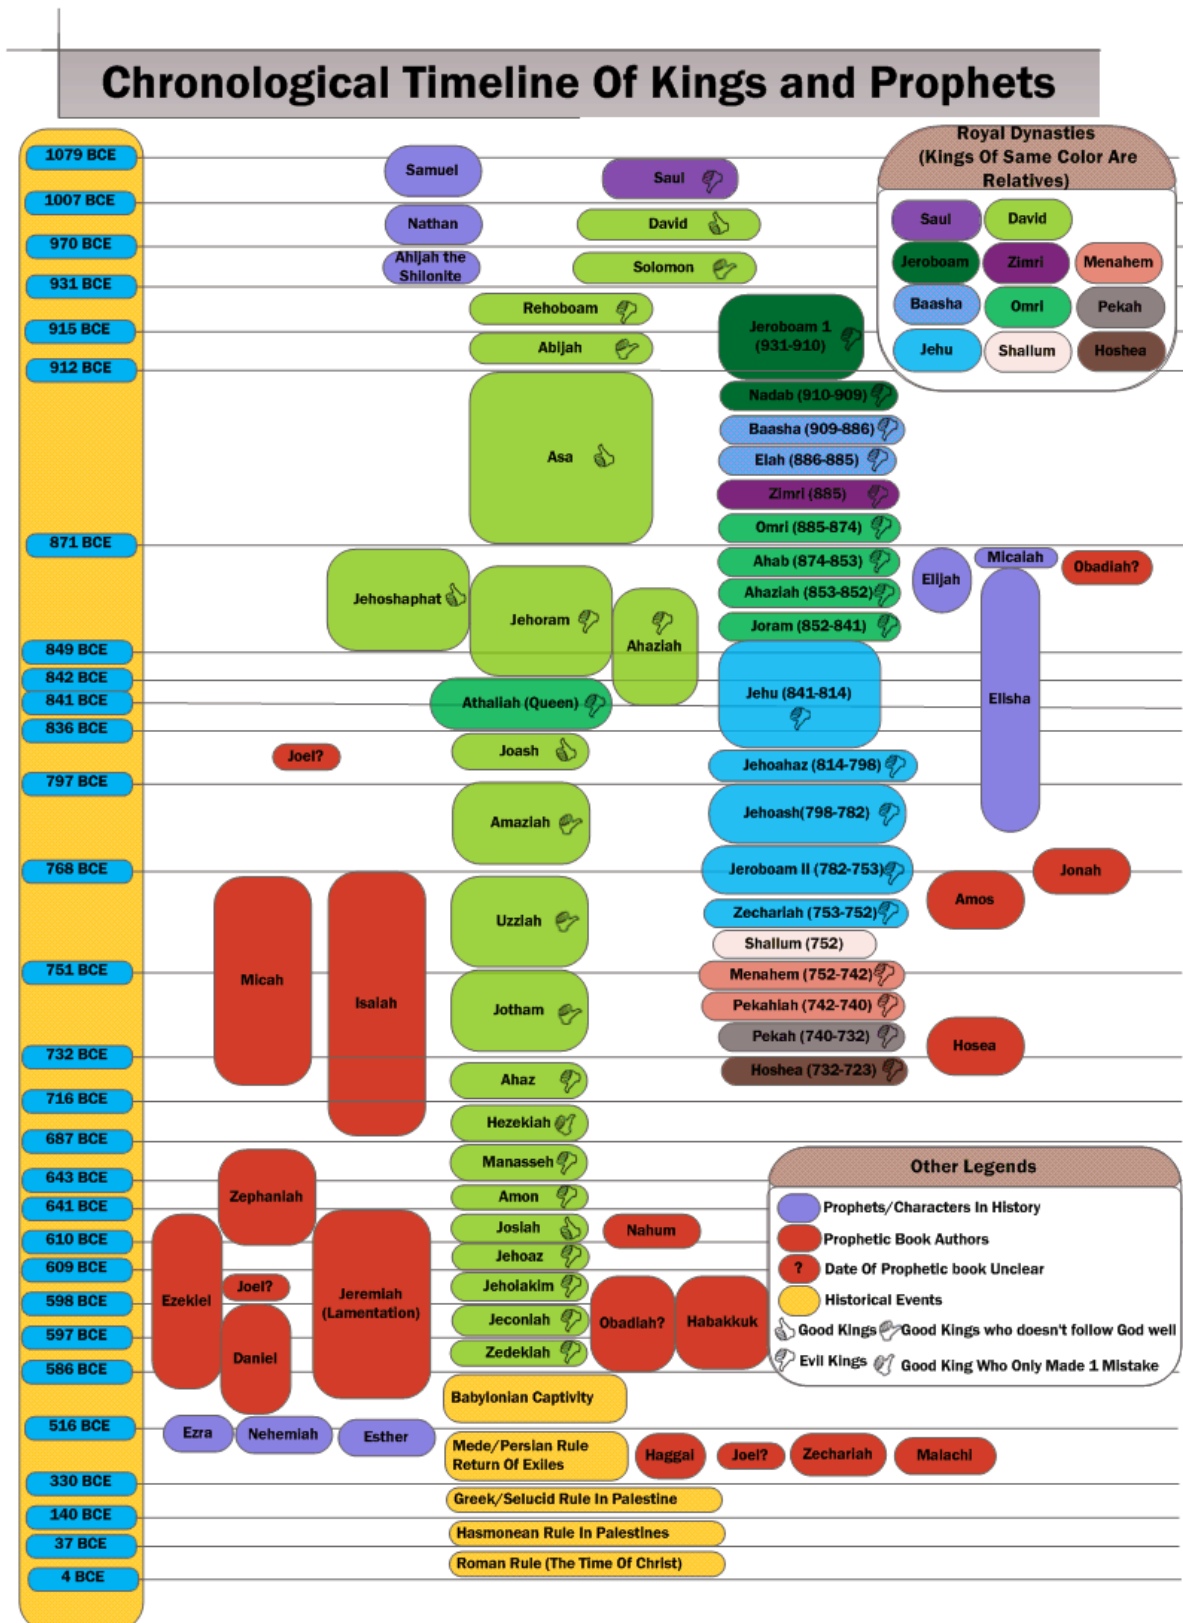 Chronological Timeline Of Kings and Prophets
Royal Dynasties
(Kings Of Same Color Are
Relatives)
Saul
David
Jeroboam
Zimri
Menahem
Baasha
Omri
Pekah
Jehu
Shallum
Hoshea
1079 BCE
Samuel
Saul
1007 BCE
Nathan
David
970 BCE
Ahijah the
Shilonite
Solomon
931 BCE
Rehoboam
Jeroboam 1
(931-910)
915 BCE
Abijah
912 BCE
Asa
Nadab (910-909)
Baasha (909-886)
Elah (886-885)
Zimri (885)
Omri (885-874)
871 BCE
Jehoshaphat
Jehoram
Ahaziah
Ahab (874-853)
Ahaziah (853-852)
Joram (852-841)
Elijah
Micaiah
Obadiah?
Elisha
849 BCE
842 BCE
841 BCE
Athaliah (Queen)
Jehu (841-814)
836 BCE
Joel?
Joash
Jehoahaz (814-798)
797 BCE
Amaziah
Jehoash(798-782)
768 BCE
Jeroboam II (782-753)
Jonah
Amos
Micah
Isaiah
Uzziah
Zechariah (753-752)
Shallum (752)
751 BCE
Menahem (752-742)
Jotham
Pekahiah (742-740)
Pekah (740-732)
Hosea
732 BCE
Hoshea (732-723)
Ahaz
716 BCE
Hezekiah
687 BCE
Manasseh
643 BCE
Zephaniah
Amon
641 BCE
Josiah
Nahum
610 BCE
Jehoaz
609 BCE
Ezekiel
Joel?
Jeremiah
(Lamentation)
Jehoiakim
598 BCE
Jeconiah
Obadiah?
Habakkuk
597 BCE
Daniel
Zedekiah
586 BCE
Babylonian Captivity
516 BCE
Ezra
Nehemiah
Esther
Mede/Persian Rule
Return Of Exiles
Haggai
Joel?
Zechariah
Malachi
330 BCE
Greek/Selucid Rule In Palestine
140 BCE
Hasmonean Rule In Palestines
37 BCE
Roman Rule (The Time Of Christ)
4 BCE
Other Legends
Prophets/Characters In History
Prophetic Book Authors
? Date Of Prophetic book Unclear
Historical Events
Good Kings
Good Kings who doesn't follow God well
Evil Kings
Good King Who Only Made 1 Mistake